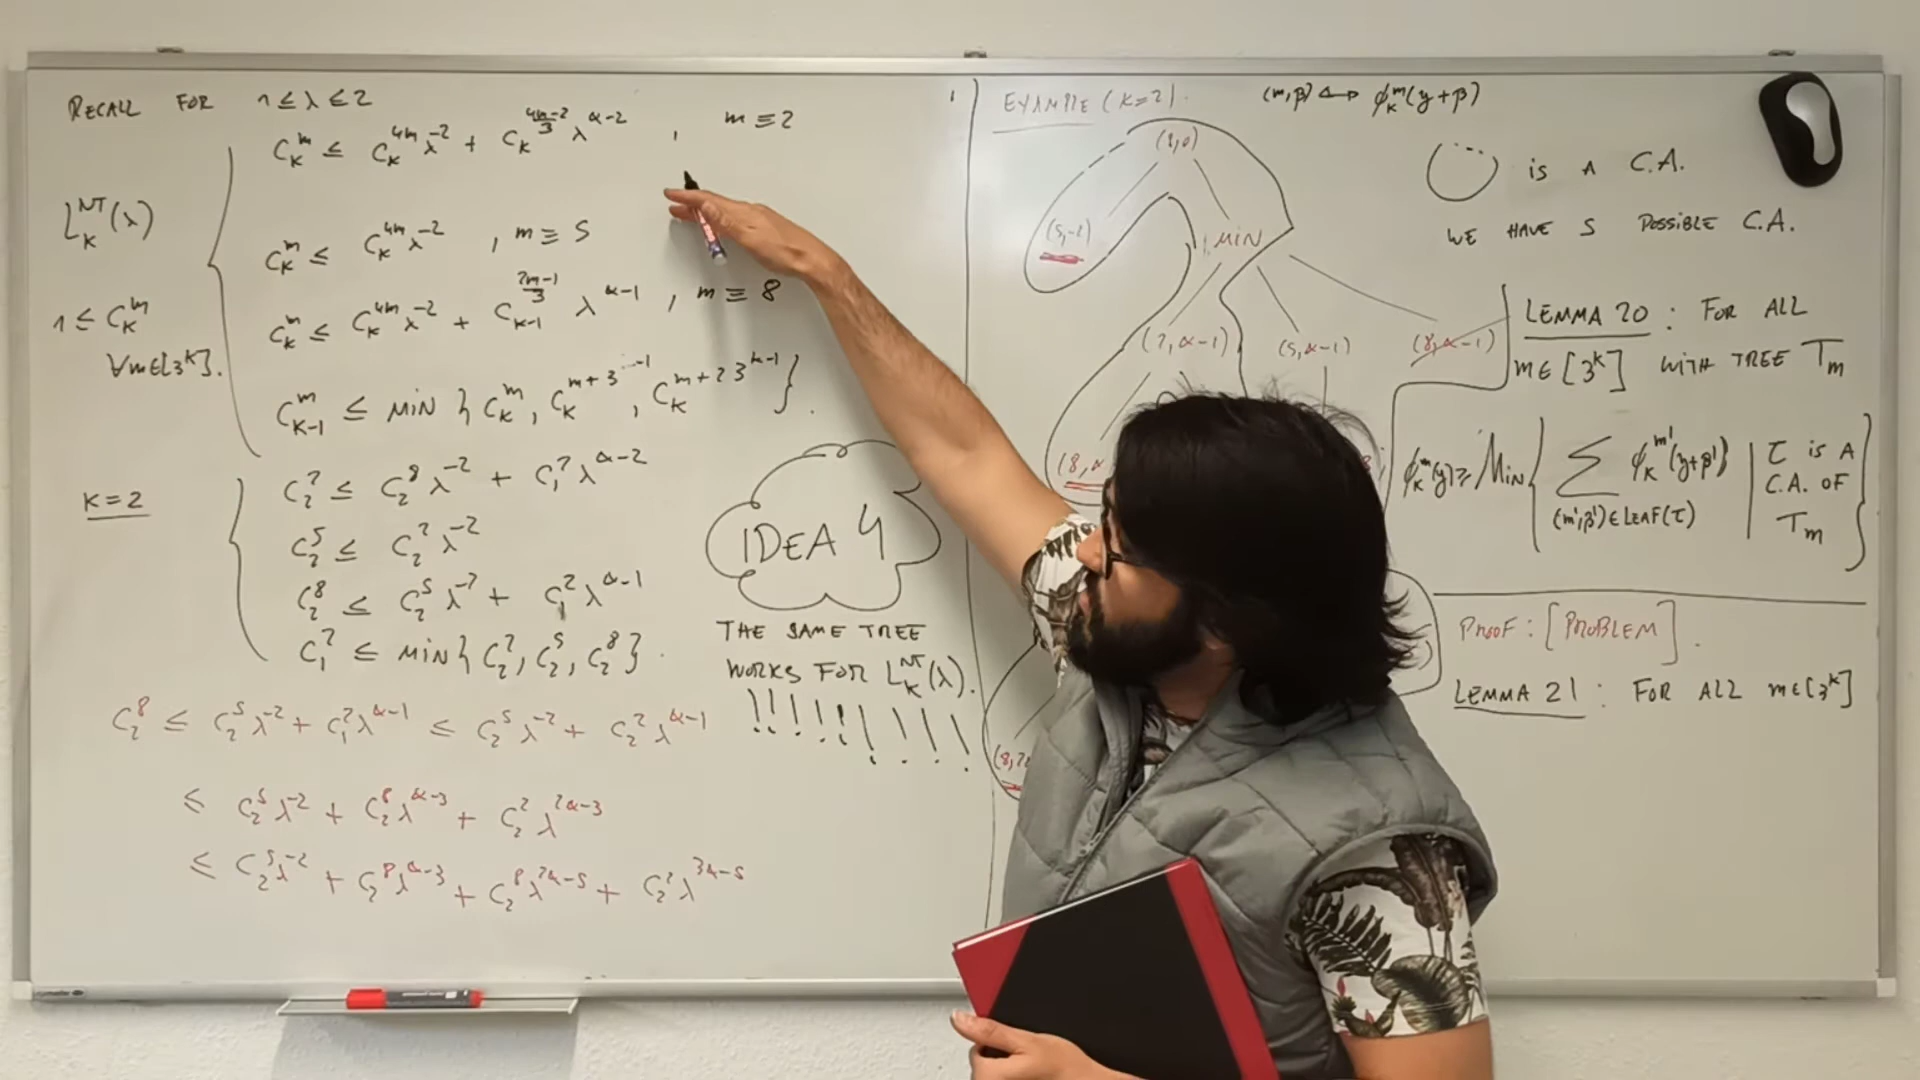 RECALL FOR 1 ≤ λ ≤ 2
C_K^m ≤ C_K^{4m} λ^{-2} + C_K^{\frac{4m-2}{3}} λ^{α-2} , m ≡ 2
L_K^{NT}(λ)
C_K^m ≤ C_K^{4m} λ^{-2} , m ≡ 5
1 ≤ C_K^m
∀m∈[3^K].
C_K^m ≤ C_K^{4m} λ^{-2} + C_{K-1}^{\frac{2m-1}{3}} λ^{α-1} , m ≡ 8
C_{K-1}^m ≤ MIN { C_K^m , C_K^{m+3^{K-1}} , C_K^{m+2 3^{K-1}} } .
K=2
C_2^2 ≤ C_2^8 λ^{-2} + C_1^2 λ^{α-2}
C_2^5 ≤ C_2^2 λ^{-2}
C_2^8 ≤ C_2^5 λ^{-2} + C_1^2 λ^{α-1}
C_1^2 ≤ MIN { C_2^2 , C_2^5 , C_2^8 } .
C_2^8 ≤ C_2^5 λ^{-2} + C_1^2 λ^{α-1} ≤ C_2^5 λ^{-2} + C_2^2 λ^{α-1}
≤ C_2^5 λ^{-2} + C_2^8 λ^{α-3} + C_2^2 λ^{2α-3}
≤ C_2^5 λ^{-2} + C_2^8 λ^{α-3} + C_2^8 λ^{2α-5} + C_2^2 λ^{3α-5}
IDEA 4
THE SAME TREE
WORKS FOR L_K^{NT}(λ).
!!!!!!!!!
EXAMPLE (K=2).
(m,β) ↔ φ_K^m(y+β)
(8,0)
(5,-2)
MIN
(2,α-1)
(5,α-1)
(8,α-1)
(8,α
(8,2
IS A C.A.
WE HAVE 5 POSSIBLE C.A.
LEMMA 20 : FOR ALL
m∈[3^K] WITH TREE T_m
φ_K^m(y) ≥ MIN { Σ_{(m',β')∈LEAF(τ)} φ_K^{m'}(y+β') | τ IS A C.A. OF T_m }
PROOF : [PROBLEM] .
LEMMA 21 : FOR ALL m∈[3^K]